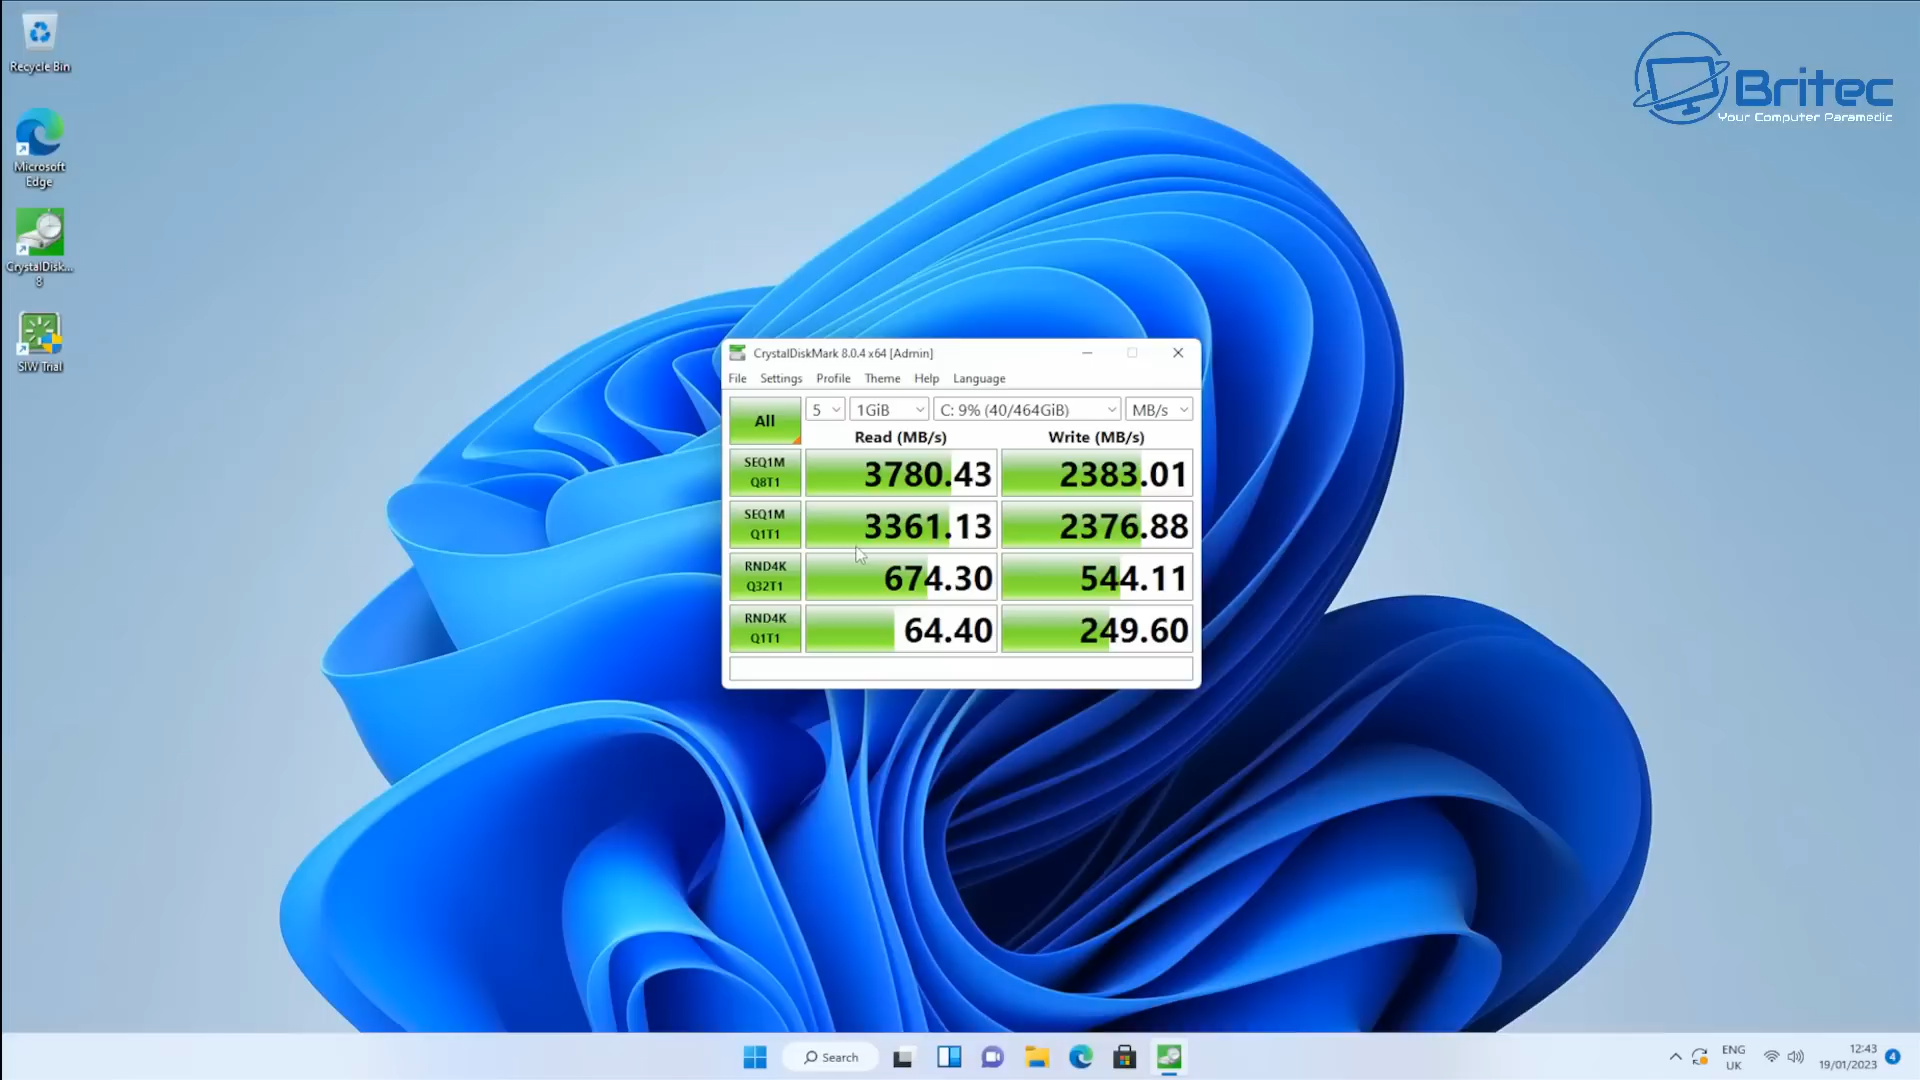 Recycle Bin
Microsoft
Edge
CrystalDisk...
8
SIW Trial
Britec
Your Computer Paramedic
CrystalDiskMark 8.0.4 x64 [Admin]
File Settings Profile Theme Help Language
All 5 1GiB C: 9% (40/464GiB) MB/s
Read (MB/s) Write (MB/s)
SEQ1M
Q8T1 3780.43 2383.01
SEQ1M
Q1T1 3361.13 2376.88
RND4K
Q32T1 674.30 544.11
RND4K
Q1T1 64.40 249.60
Search
ENG
UK
12:43
19/01/2023
4